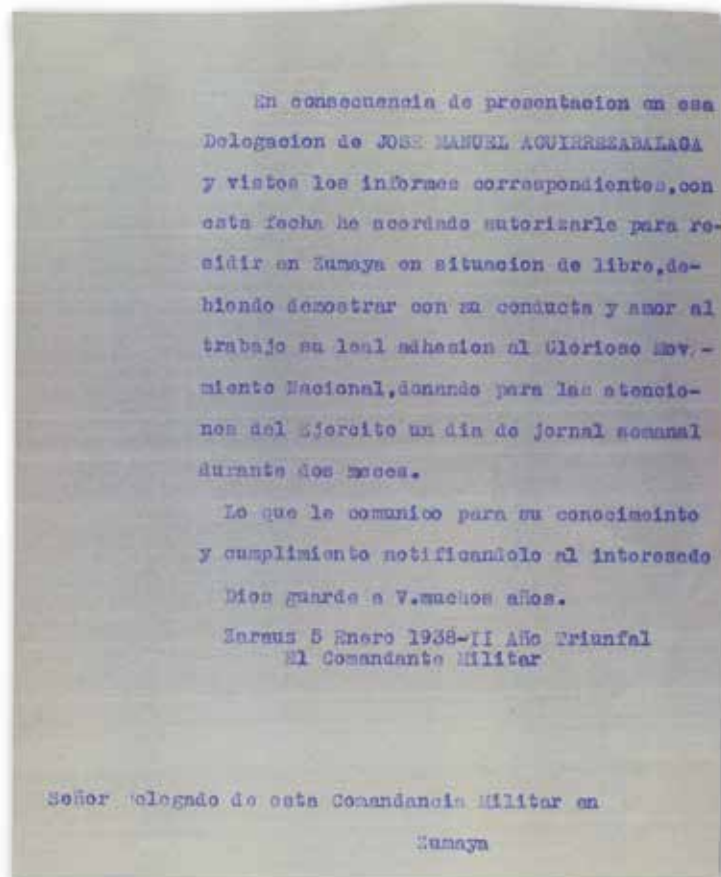 En consecuencia de presentacion en esa
Delegacion de JOSE MANUEL AGUIRREZABALAGA
y vistos los informes correspondientes,con
esta fecha he acordado autorizarle para re-
sidir en Zumaya en situacion de libre,de-
biendo demostrar con su conducta y amor al
trabajo su leal adhesion al Glorioso Mov.-
miento Nacional,donando para las atencio-
nes del Ejercito un dia de jornal semanal
durante dos meses.
Lo que le comunico para su conocimeinto
y cumplimiento notificandolo al interesado
Dios guarde a V.muchos años.
Zarauz 5 Enero 1938-II Año Triunfal
El Comandante Militar
Señor elegado de esta Comandancia Militar en
Zumaya